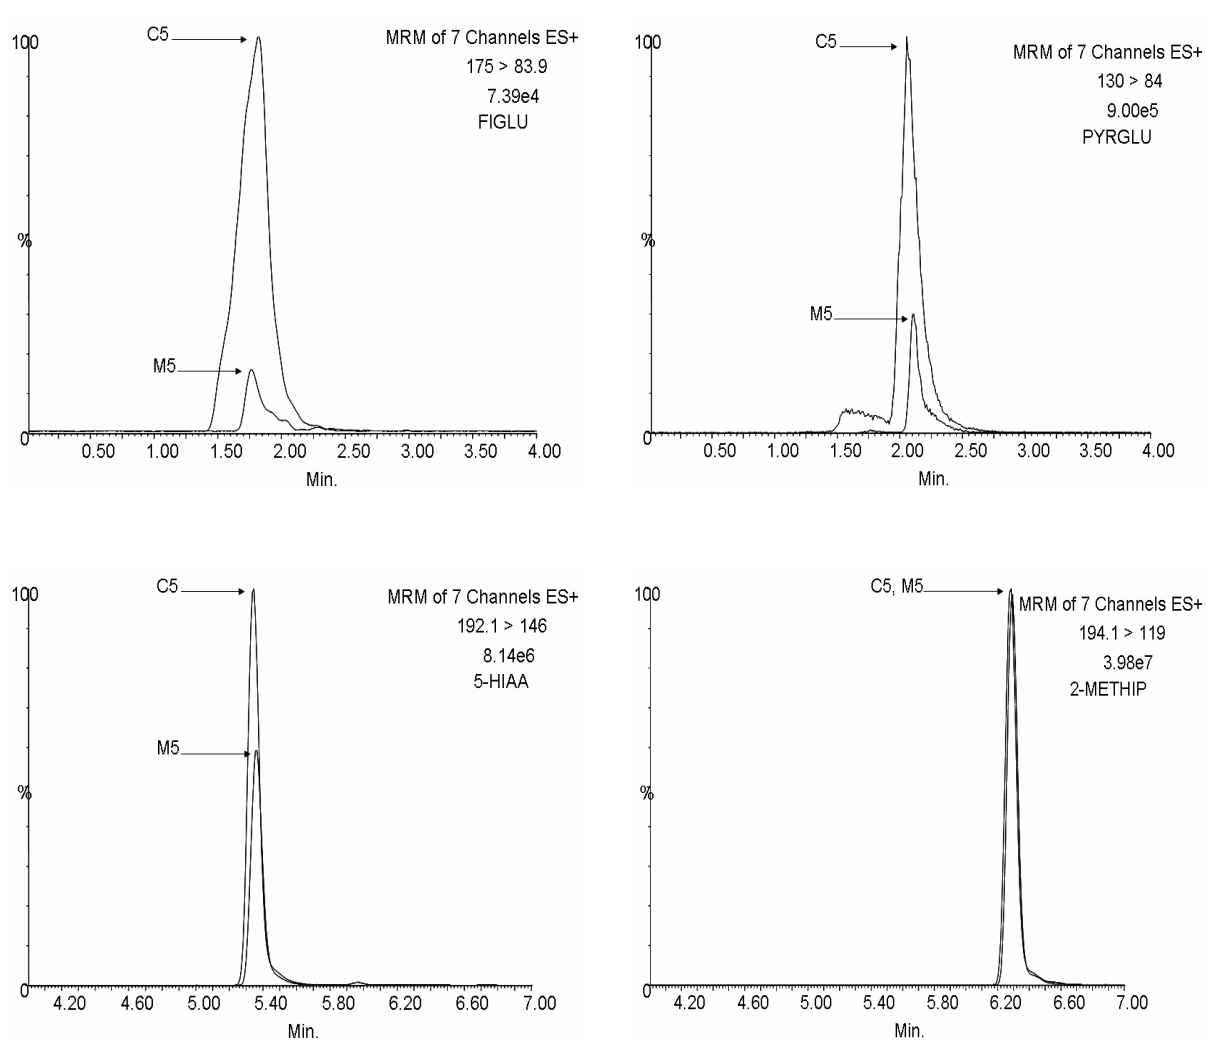 C5
100
MRM of 7 Channels ES+
175 > 83.9
7.39e4
FIGLU
%
M5
0
0.50 1.00 1.50 2.00 2.50 3.00 3.50 4.00
Min.
C5
100
MRM of 7 Channels ES+
130 > 84
9.00e5
PYRGLU
%
M5
0
0.50 1.00 1.50 2.00 2.50 3.00 3.50 4.00
Min.
C5
100
MRM of 7 Channels ES+
192.1 > 146
8.14e6
5-HIAA
M5
%
0
4.20 4.60 5.00 5.40 5.80 6.20 6.60 7.00
Min.
C5, M5
100
MRM of 7 Channels ES+
194.1 > 119
3.98e7
2-METHIP
%
0
4.20 4.60 5.00 5.40 5.80 6.20 6.60 7.00
Min.